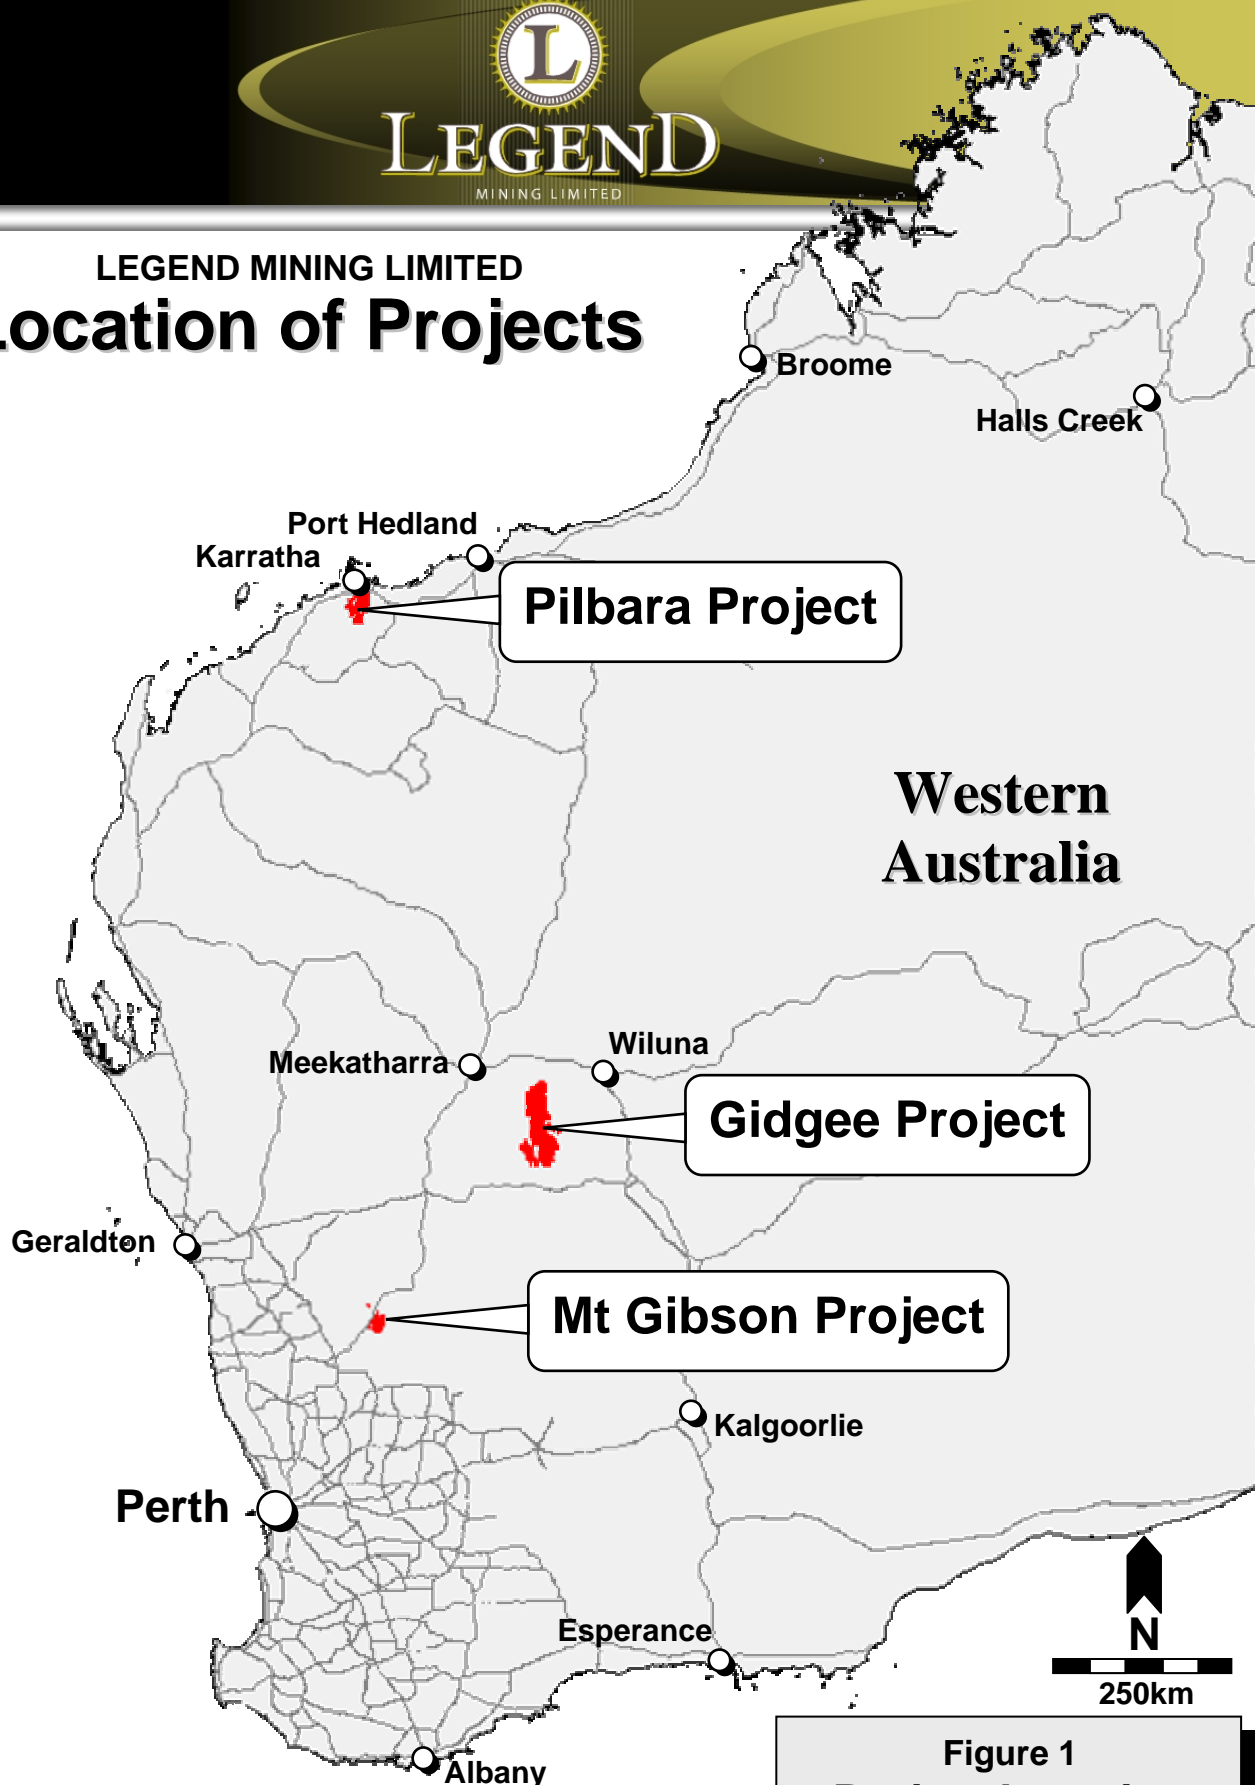 L
LEGEND
MINING LIMITED
LEGEND MINING LIMITED
Location of Projects
Broome
Halls Creek
Port Hedland
Karratha
Pilbara Project
Western
Australia
Wiluna
Meekatharra
Gidgee Project
Geraldton
Mt Gibson Project
Kalgoorlie
Perth
Esperance
N
250km
Albany
Figure 1